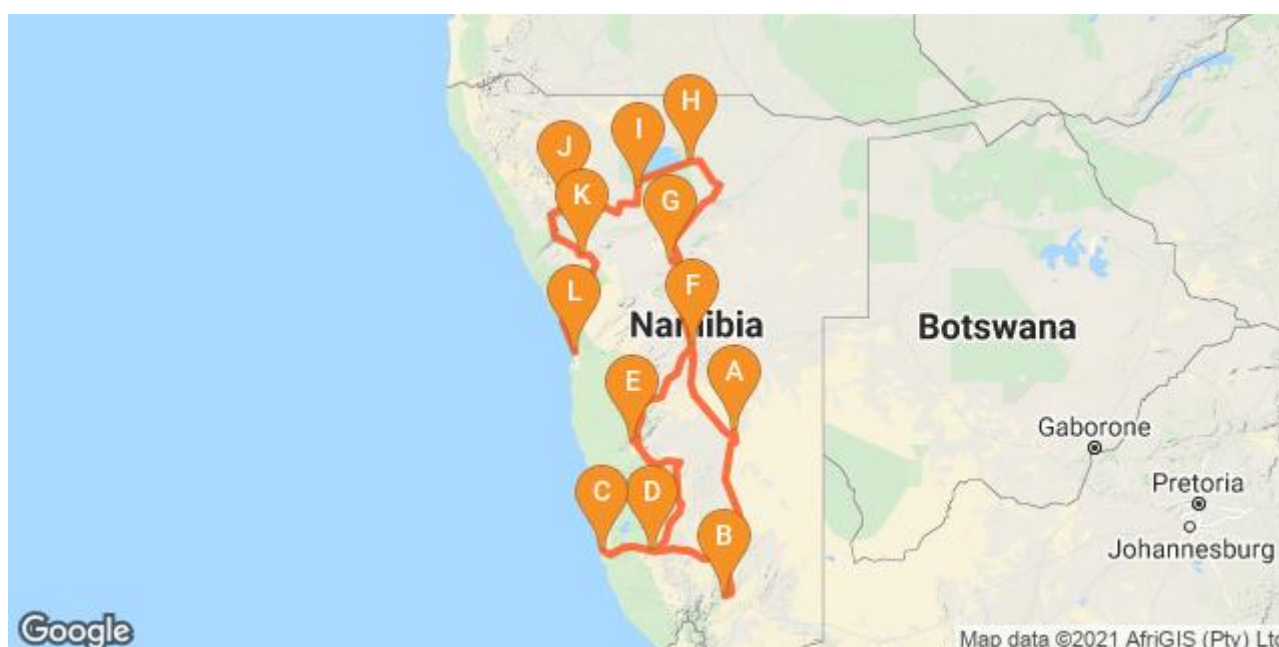 H
I
J
K
G
L
F
Namibia
Botswana
E
A
Gaborone
C
D
Pretoria
B
Johannesburg
Google
Map data ©2021 AfriGIS (Pty) Ltd